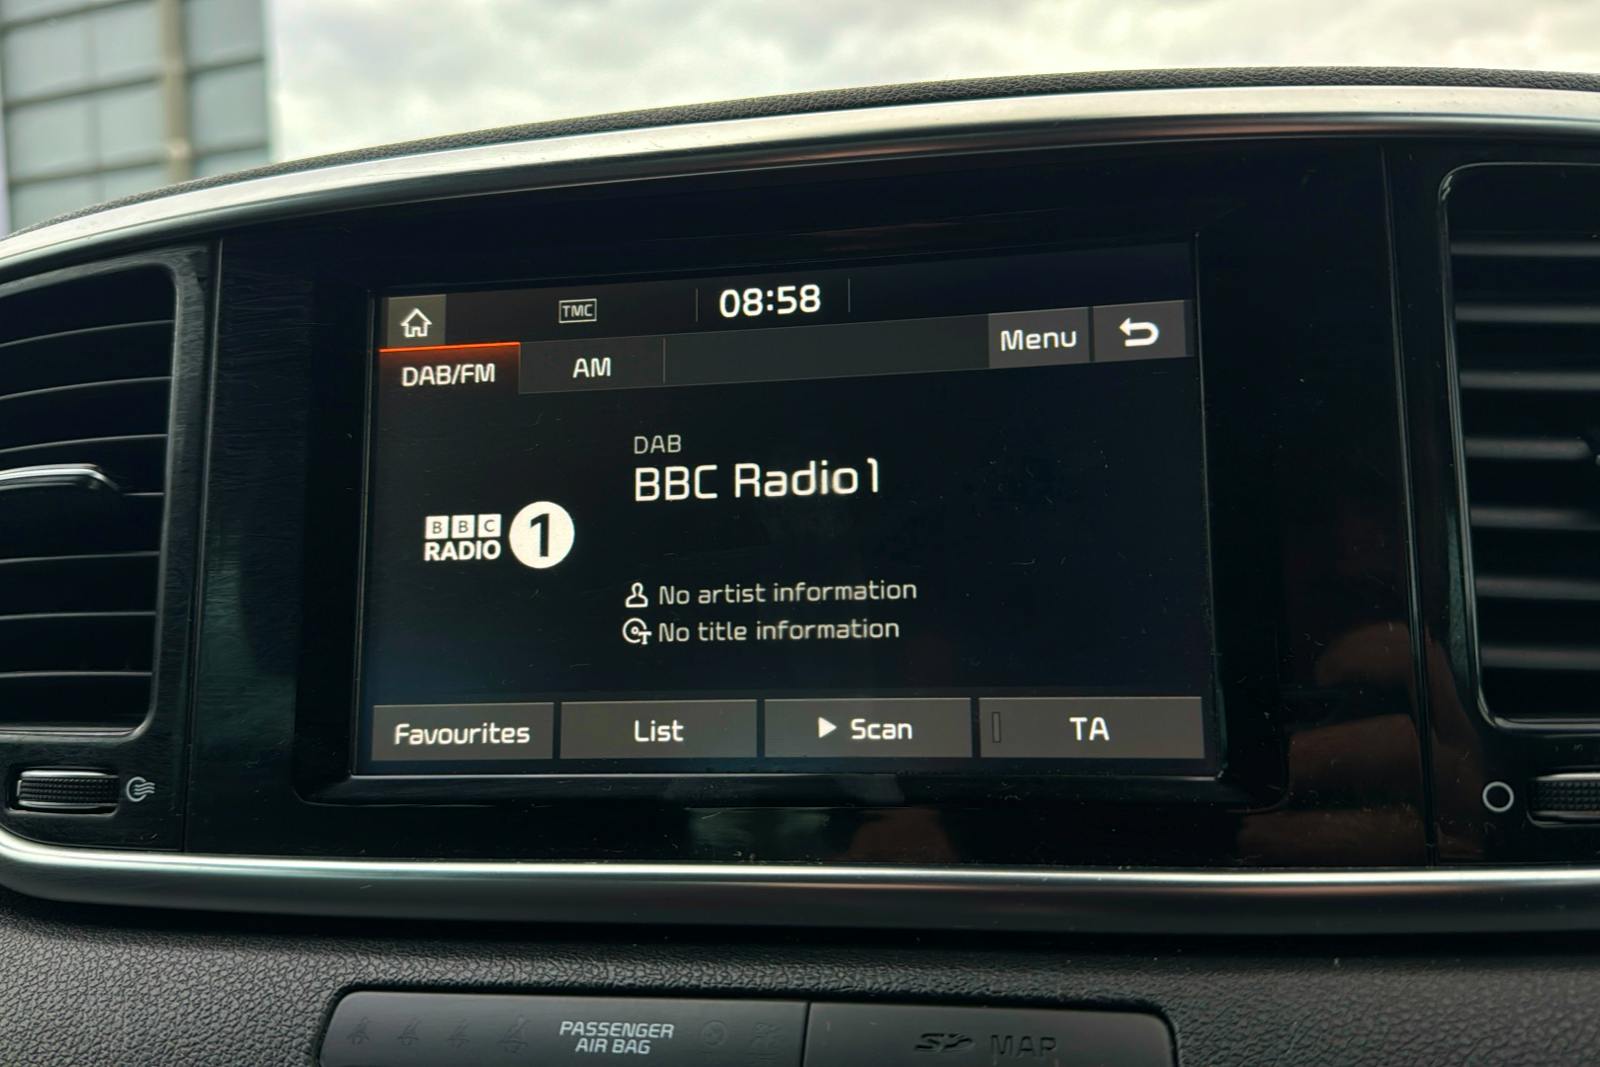 TMC
08:58
Menu
DAB/FM
AM
DAB
BBC Radio 1
BBC
RADIO 1
No artist information
No title information
Favourites
List
Scan
TA
PASSENGER
AIR BAG
SD MAP